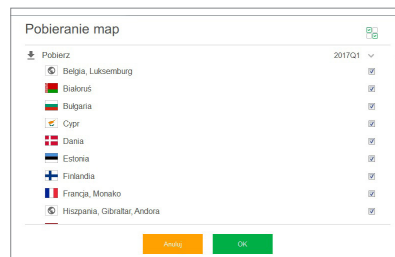 Pobieranie map
Pobierz 2017Q1
Belgia, Luksemburg
Białoruś
Bułgaria
Cypr
Dania
Estonia
Finlandia
Francja, Monako
Hiszpania, Gibraltar, Andora
Anuluj OK